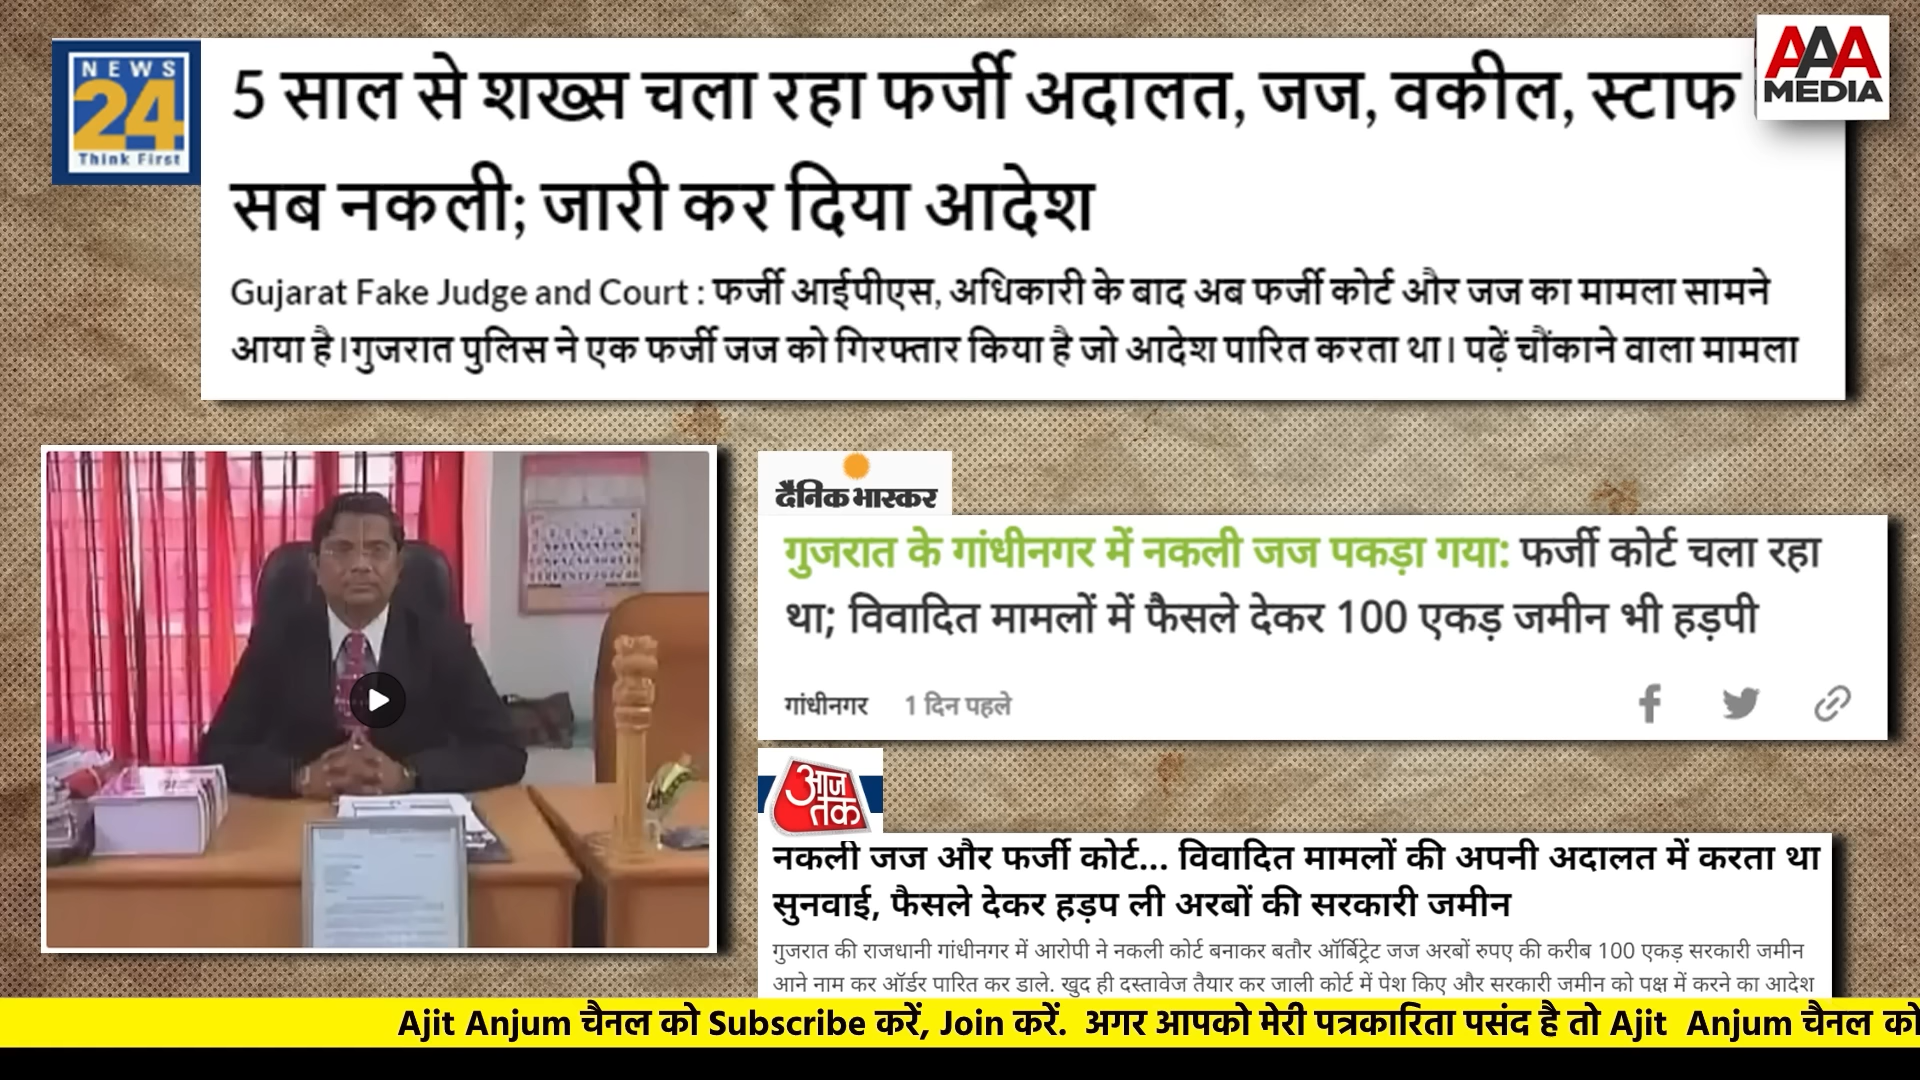 NEWS
24
Think First
5 साल से शख्स चला रहा फर्जी अदालत, जज, वकील, स्टाफ
सब नकली; जारी कर दिया आदेश
Gujarat Fake Judge and Court : फर्जी आईपीएस, अधिकारी के बाद अब फर्जी कोर्ट और जज का मामला सामने
आया है।गुजरात पुलिस ने एक फर्जी जज को गिरफ्तार किया है जो आदेश पारित करता था। पढ़ें चौंकाने वाला मामला
AAA
MEDIA
दैनिक भास्कर
गुजरात के गांधीनगर में नकली जज पकड़ा गया: फर्जी कोर्ट चला रहा
था; विवादित मामलों में फैसले देकर 100 एकड़ जमीन भी हड़पी
गांधीनगर 1 दिन पहले
आज
तक
नकली जज और फर्जी कोर्ट... विवादित मामलों की अपनी अदालत में करता था
सुनवाई, फैसले देकर हड़प ली अरबों की सरकारी जमीन
गुजरात की राजधानी गांधीनगर में आरोपी ने नकली कोर्ट बनाकर बतौर ऑर्बिट्रेट जज अरबों रुपए की करीब 100 एकड़ सरकारी जमीन
आने नाम कर ऑर्डर पारित कर डाले. खुद ही दस्तावेज तैयार कर जाली कोर्ट में पेश किए और सरकारी जमीन को पक्ष में करने का आदेश
Ajit Anjum चैनल को Subscribe करें, Join करें. अगर आपको मेरी पत्रकारिता पसंद है तो Ajit Anjum चैनल को